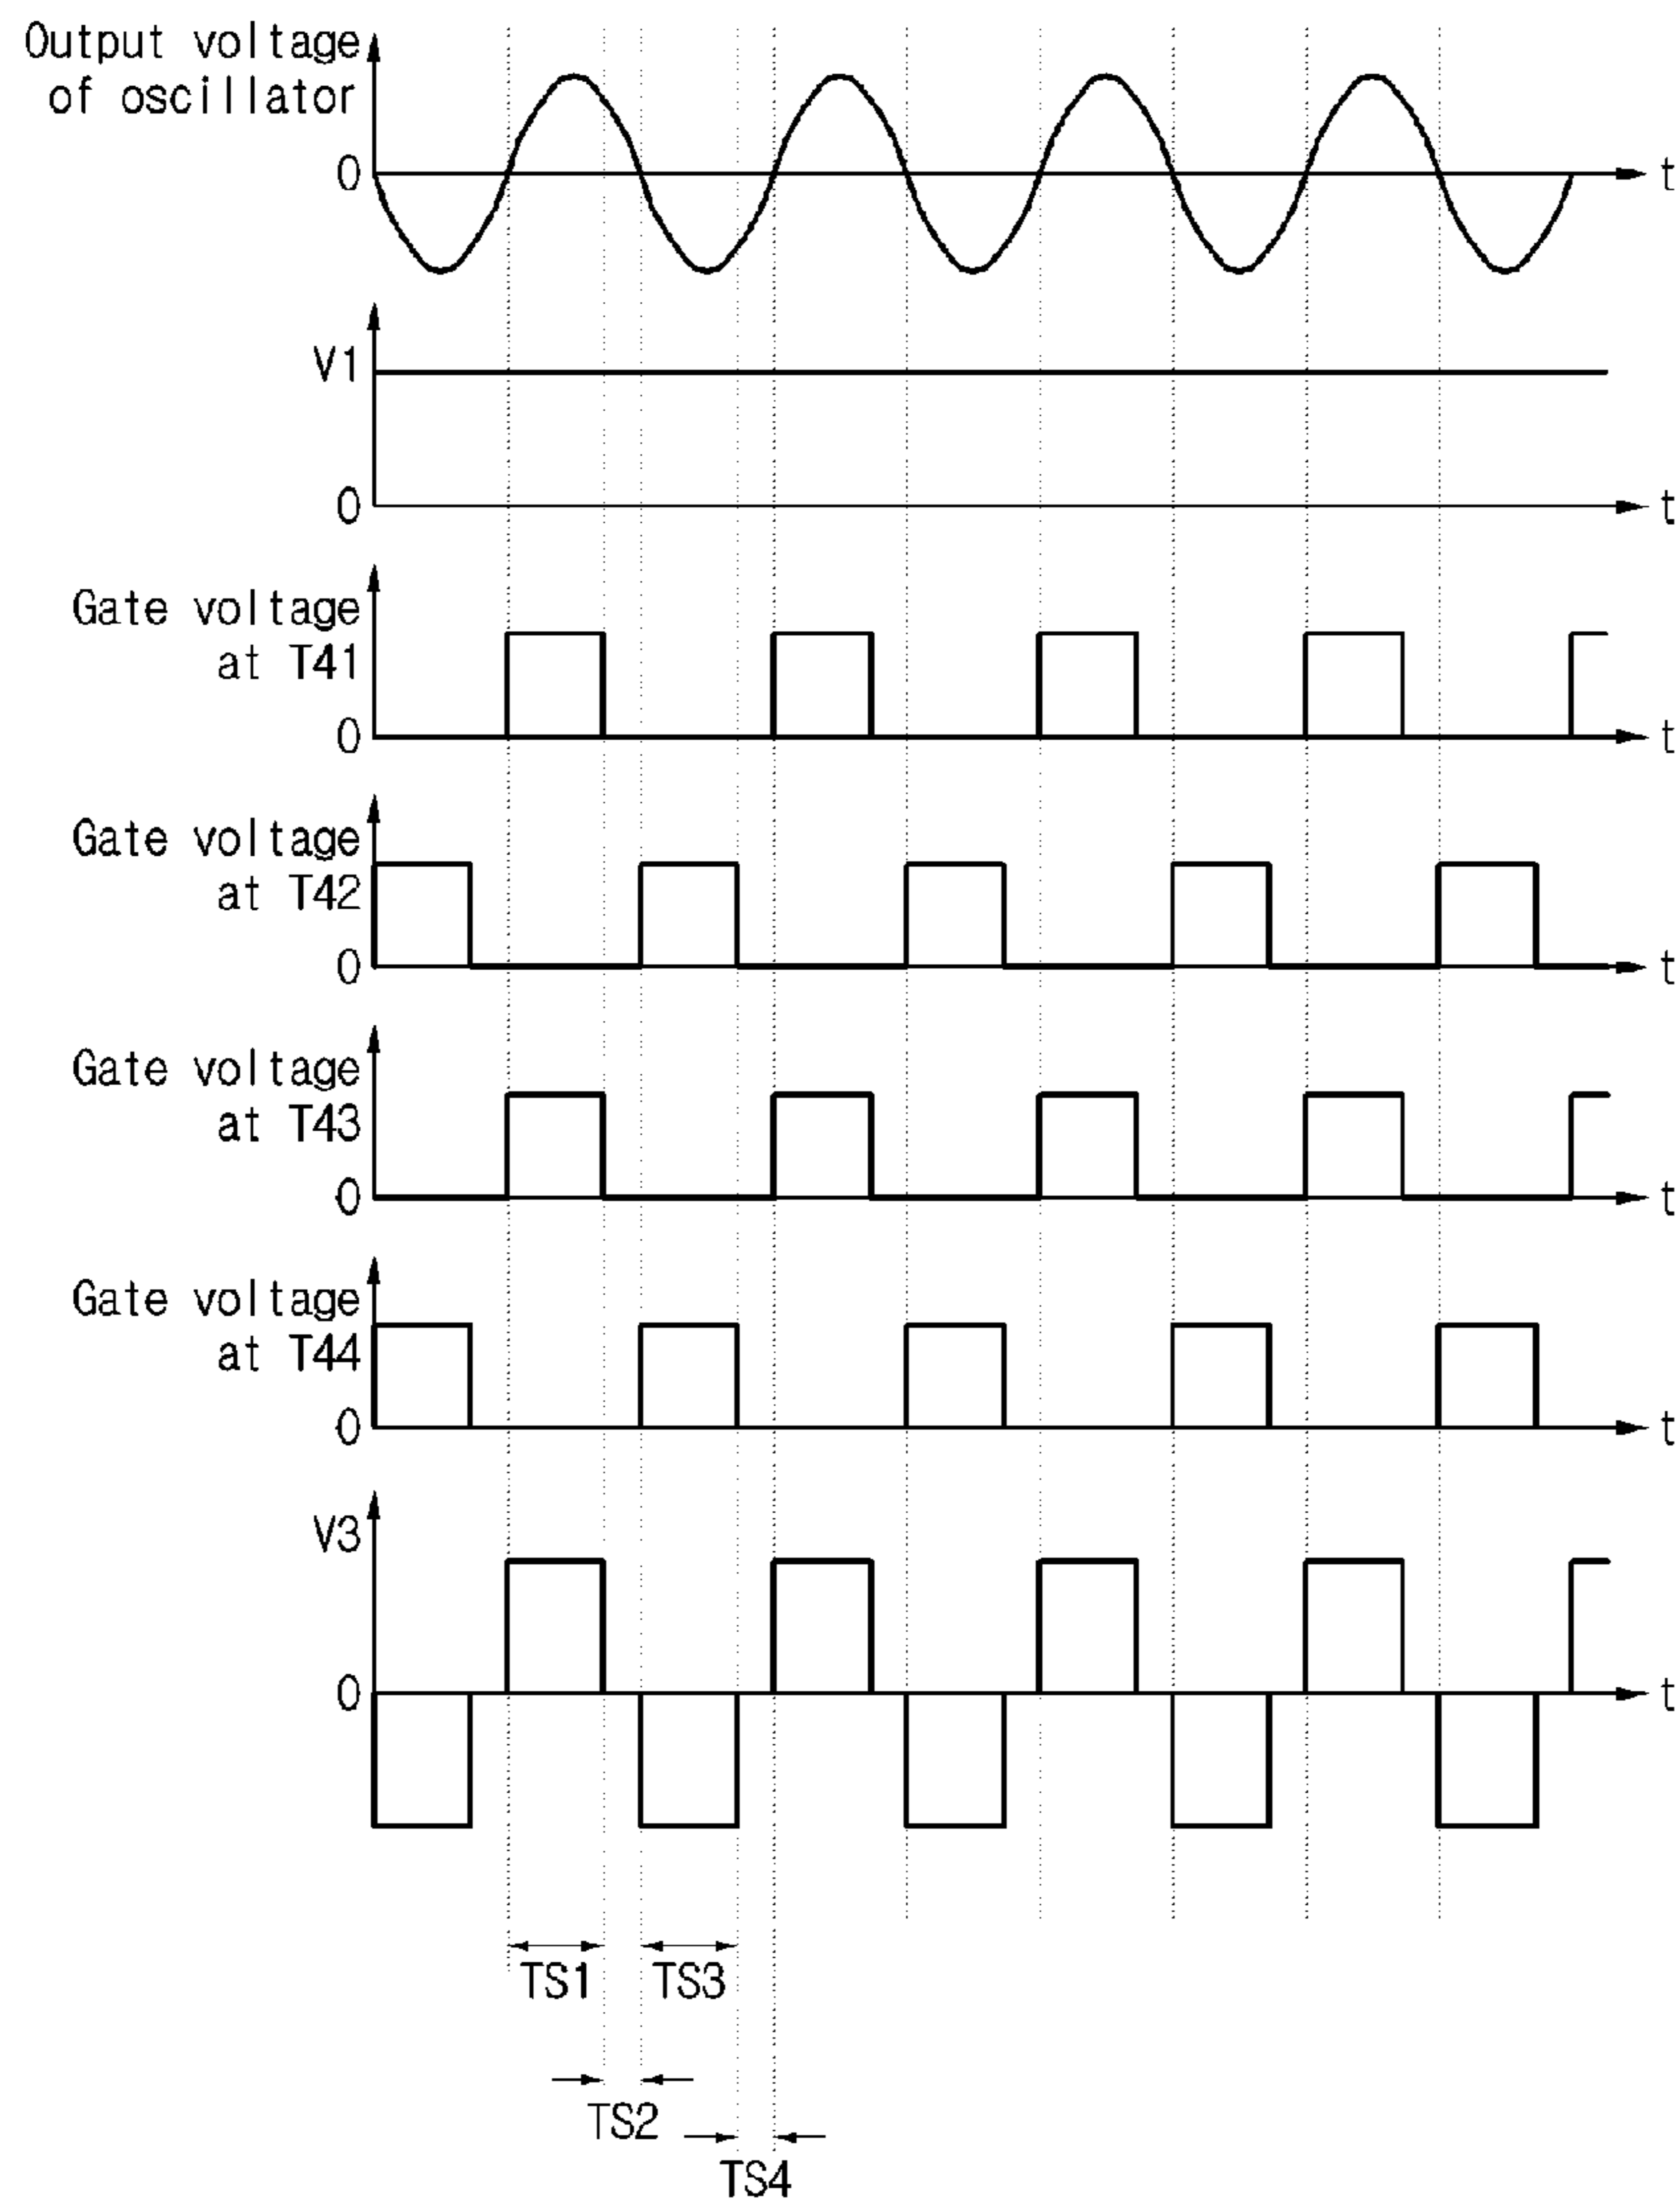 Output voltage
of oscillator
0
t
V1
0
t
Gate voltage
at T41
0
t
Gate voltage
at T42
0
t
Gate voltage
at T43
0
t
Gate voltage
at T44
0
t
V3
0
t
TS1
TS3
TS2
TS4